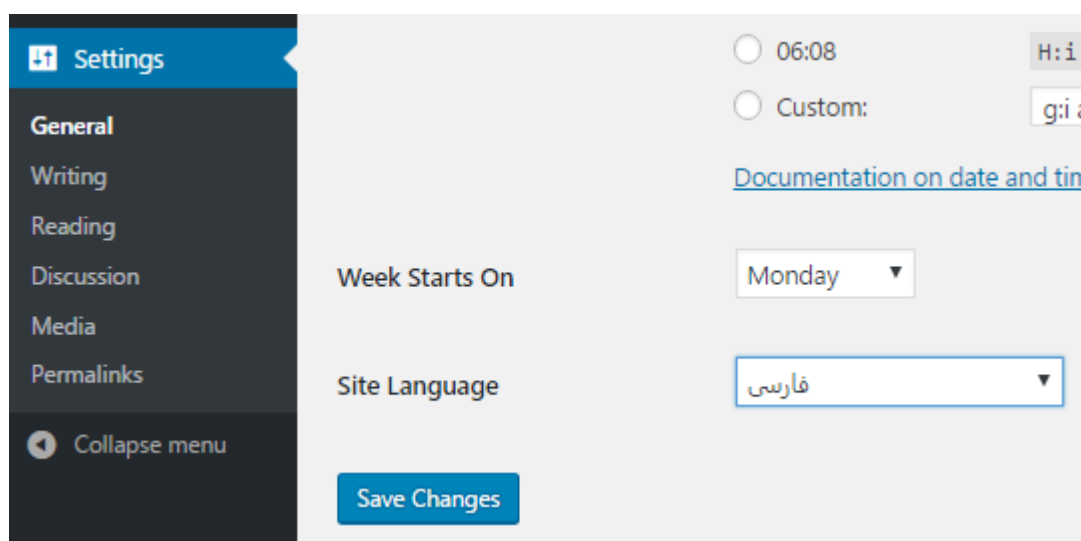 Settings
General
Writing
Reading
Discussion
Media
Permalinks
Collapse menu
06:08 H:i
Custom: g:i a
Documentation on date and
Week Starts On Monday
Site Language فارسی
Save Changes